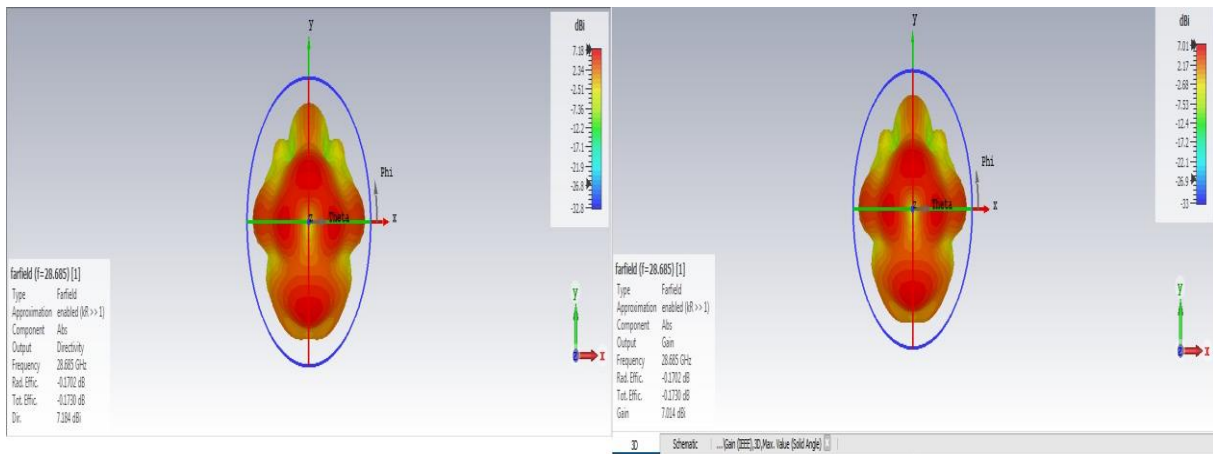 y
Phi
Theta
z
x
dBi
7.18
2.34
-2.51
-7.36
-12.2
-17.1
-21.9
-26.8
-32.8
farfield (f=28.685) [1]
Type Farfield
Approximation enabled (kR >> 1)
Component Abs
Output Directivity
Frequency 28.685 GHz
Rad. Effic. -0.1702 dB
Tot. Effic. -0.1730 dB
Dir. 7.184 dBi
y
x
y
Phi
Theta
z
x
dBi
7.01
2.17
-2.68
-7.53
-12.4
-17.2
-22.1
-26.9
-33
farfield (f=28.685) [1]
Type Farfield
Approximation enabled (kR >> 1)
Component Abs
Output Gain
Frequency 28.685 GHz
Rad. Effic. -0.1702 dB
Tot. Effic. -0.1730 dB
Gain 7.014 dBi
y
x
3D Schematic ...\Gain (IEEE),3D,Max. Value (Solid Angle)